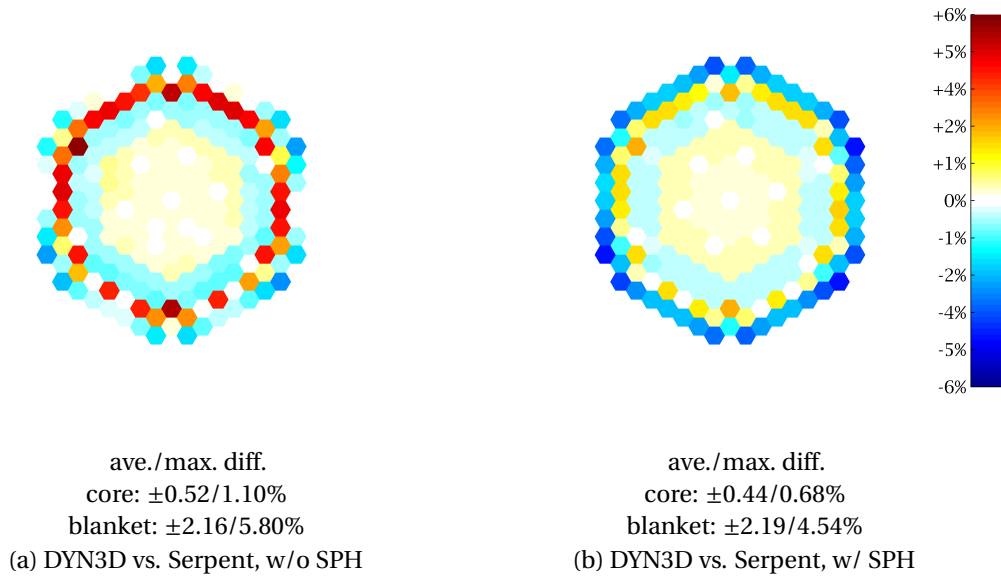 +6%
+5%
+4%
+2%
+1%
0%
-1%
-2%
-4%
-5%
-6%
ave./max. diff.
core: ±0.52/1.10%
blanket: ±2.16/5.80%
(a) DYN3D vs. Serpent, w/o SPH
ave./max. diff.
core: ±0.44/0.68%
blanket: ±2.19/4.54%
(b) DYN3D vs. Serpent, w/ SPH